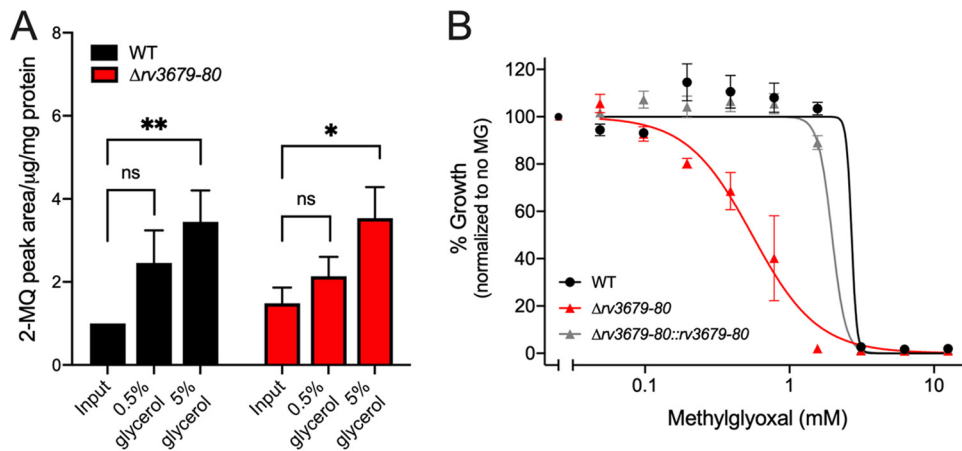 A
WT
Δrv3679-80
2-MQ peak area/μg/mg protein
8
6
4
2
0
**
ns
*
ns
Input
0.5% glycerol
5% glycerol
Input
0.5% glycerol
5% glycerol
B
% Growth
(normalized to no MG)
120
100
80
60
40
20
0
WT
Δrv3679-80
Δrv3679-80::rv3679-80
0.1
1
10
Methylglyoxal (mM)